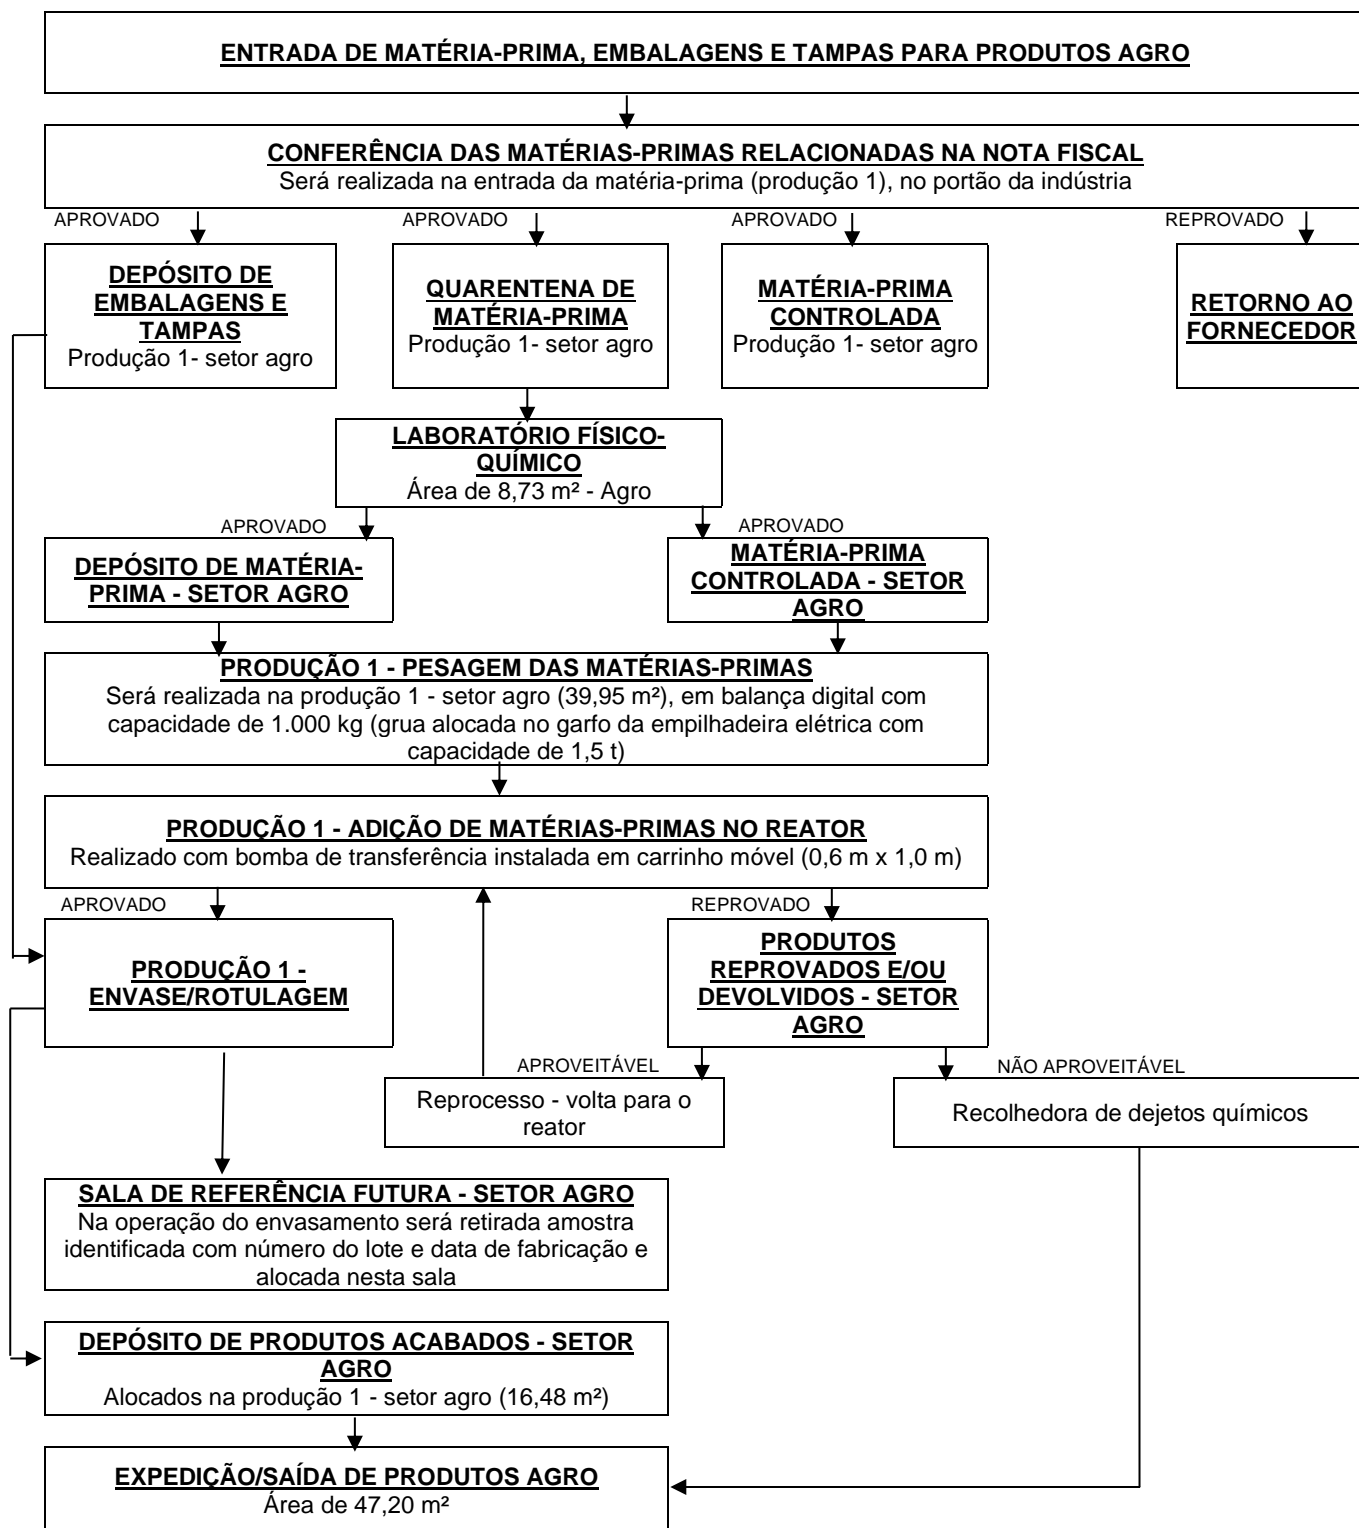 ENTRADA DE MATÉRIA-PRIMA, EMBALAGENS E TAMPAS PARA PRODUTOS AGRO
CONFERÊNCIA DAS MATÉRIAS-PRIMAS RELACIONADAS NA NOTA FISCAL
Será realizada na entrada da matéria-prima (produção 1), no portão da indústria
APROVADO
APROVADO
APROVADO
REPROVADO
DEPÓSITO DE
EMBALAGENS E
TAMPAS
Produção 1- setor agro
QUARENTENA DE
MATÉRIA-PRIMA
Produção 1- setor agro
MATÉRIA-PRIMA
CONTROLADA
Produção 1- setor agro
RETORNO AO
FORNECEDOR
LABORATÓRIO FÍSICO-
QUÍMICO
Área de 8,73 m² - Agro
APROVADO
APROVADO
DEPÓSITO DE MATÉRIA-
PRIMA - SETOR AGRO
MATÉRIA-PRIMA
CONTROLADA - SETOR
AGRO
PRODUÇÃO 1 - PESAGEM DAS MATÉRIAS-PRIMAS
Será realizada na produção 1 - setor agro (39,95 m²), em balança digital com
capacidade de 1.000 kg (grua alocada no garfo da empilhadeira elétrica com
capacidade de 1,5 t)
PRODUÇÃO 1 - ADIÇÃO DE MATÉRIAS-PRIMAS NO REATOR
Realizado com bomba de transferência instalada em carrinho móvel (0,6 m x 1,0 m)
APROVADO
REPROVADO
PRODUÇÃO 1 -
ENVASE/ROTULAGEM
PRODUTOS
REPROVADOS E/OU
DEVOLVIDOS - SETOR
AGRO
APROVEITÁVEL
NÃO APROVEITÁVEL
Reprocesso - volta para o
reator
Recolhedora de dejetos químicos
SALA DE REFERÊNCIA FUTURA - SETOR AGRO
Na operação do envasamento será retirada amostra
identificada com número do lote e data de fabricação e
alocada nesta sala
DEPÓSITO DE PRODUTOS ACABADOS - SETOR
AGRO
Alocados na produção 1 - setor agro (16,48 m²)
EXPEDIÇÃO/SAÍDA DE PRODUTOS AGRO
Área de 47,20 m²